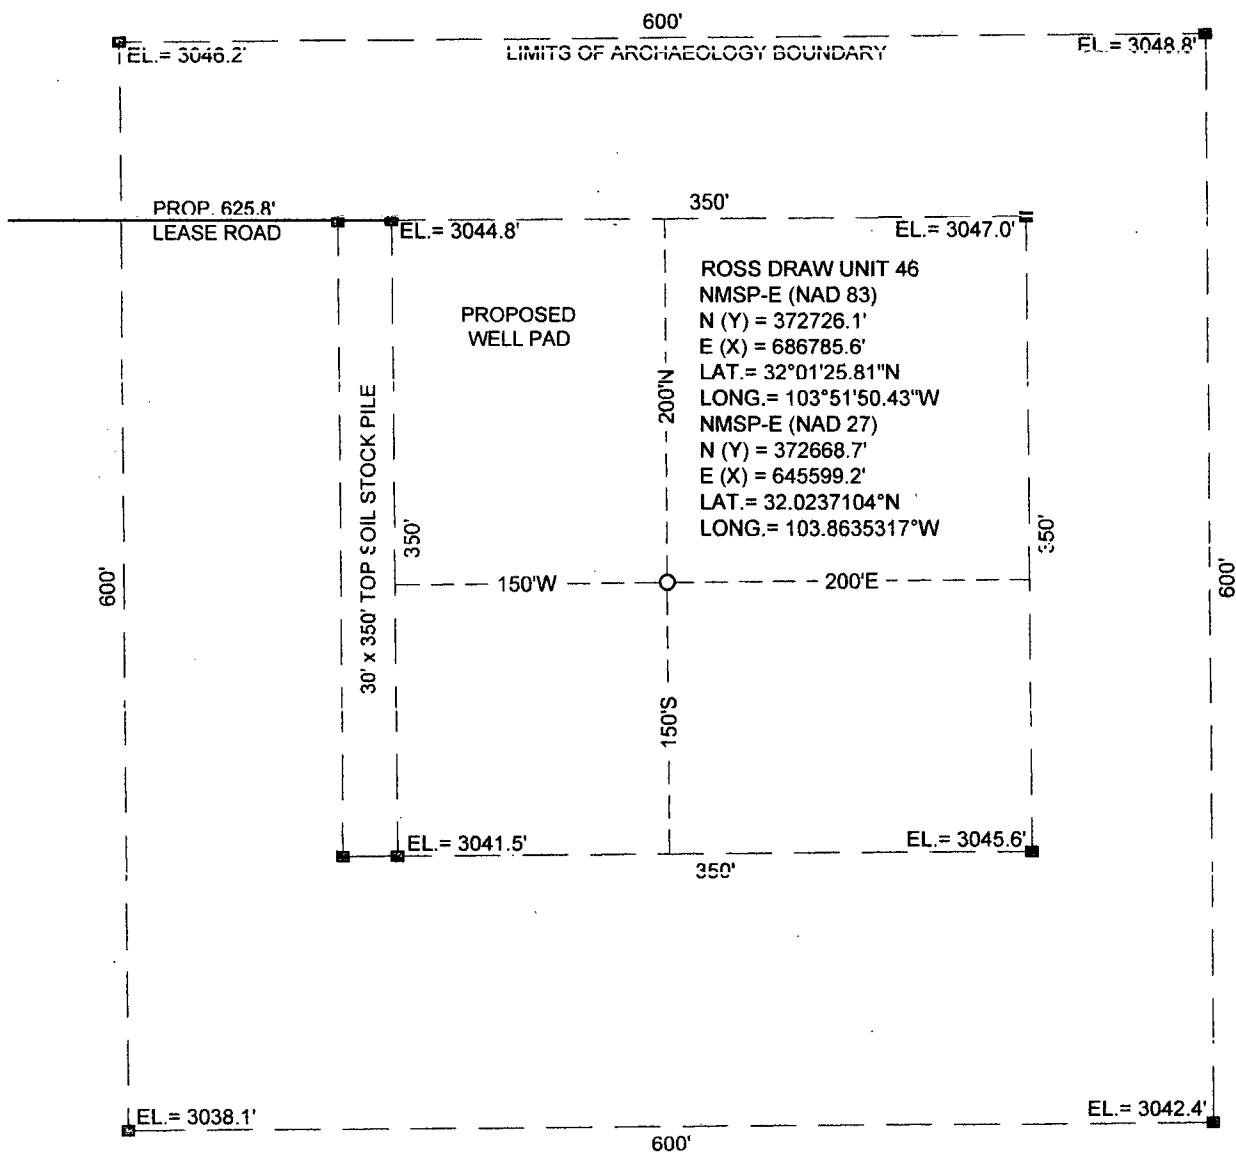 600'
EL.= 3046.2'
LIMITS OF ARCHAEOLOGY BOUNDARY
EL.= 3048.8'
PROP. 625.8'
LEASE ROAD
350'
EL.= 3044.8'
EL.= 3047.0'
PROPOSED
WELL PAD
ROSS DRAW UNIT 46
NMSP-E (NAD 83)
N (Y) = 372726.1'
E (X) = 686785.6'
LAT.= 32°01'25.81"N
LONG.= 103°51'50.43"W
NMSP-E (NAD 27)
N (Y) = 372668.7'
E (X) = 645599.2'
LAT.= 32.0237104°N
LONG.= 103.8635317°W
200'N
30' x 350' TOP SOIL STOCK PILE
350'
350'
600'
150'W
200'E
600'
150'S
EL.= 3041.5'
EL.= 3045.6'
350'
EL.= 3038.1'
EL.= 3042.4'
600'